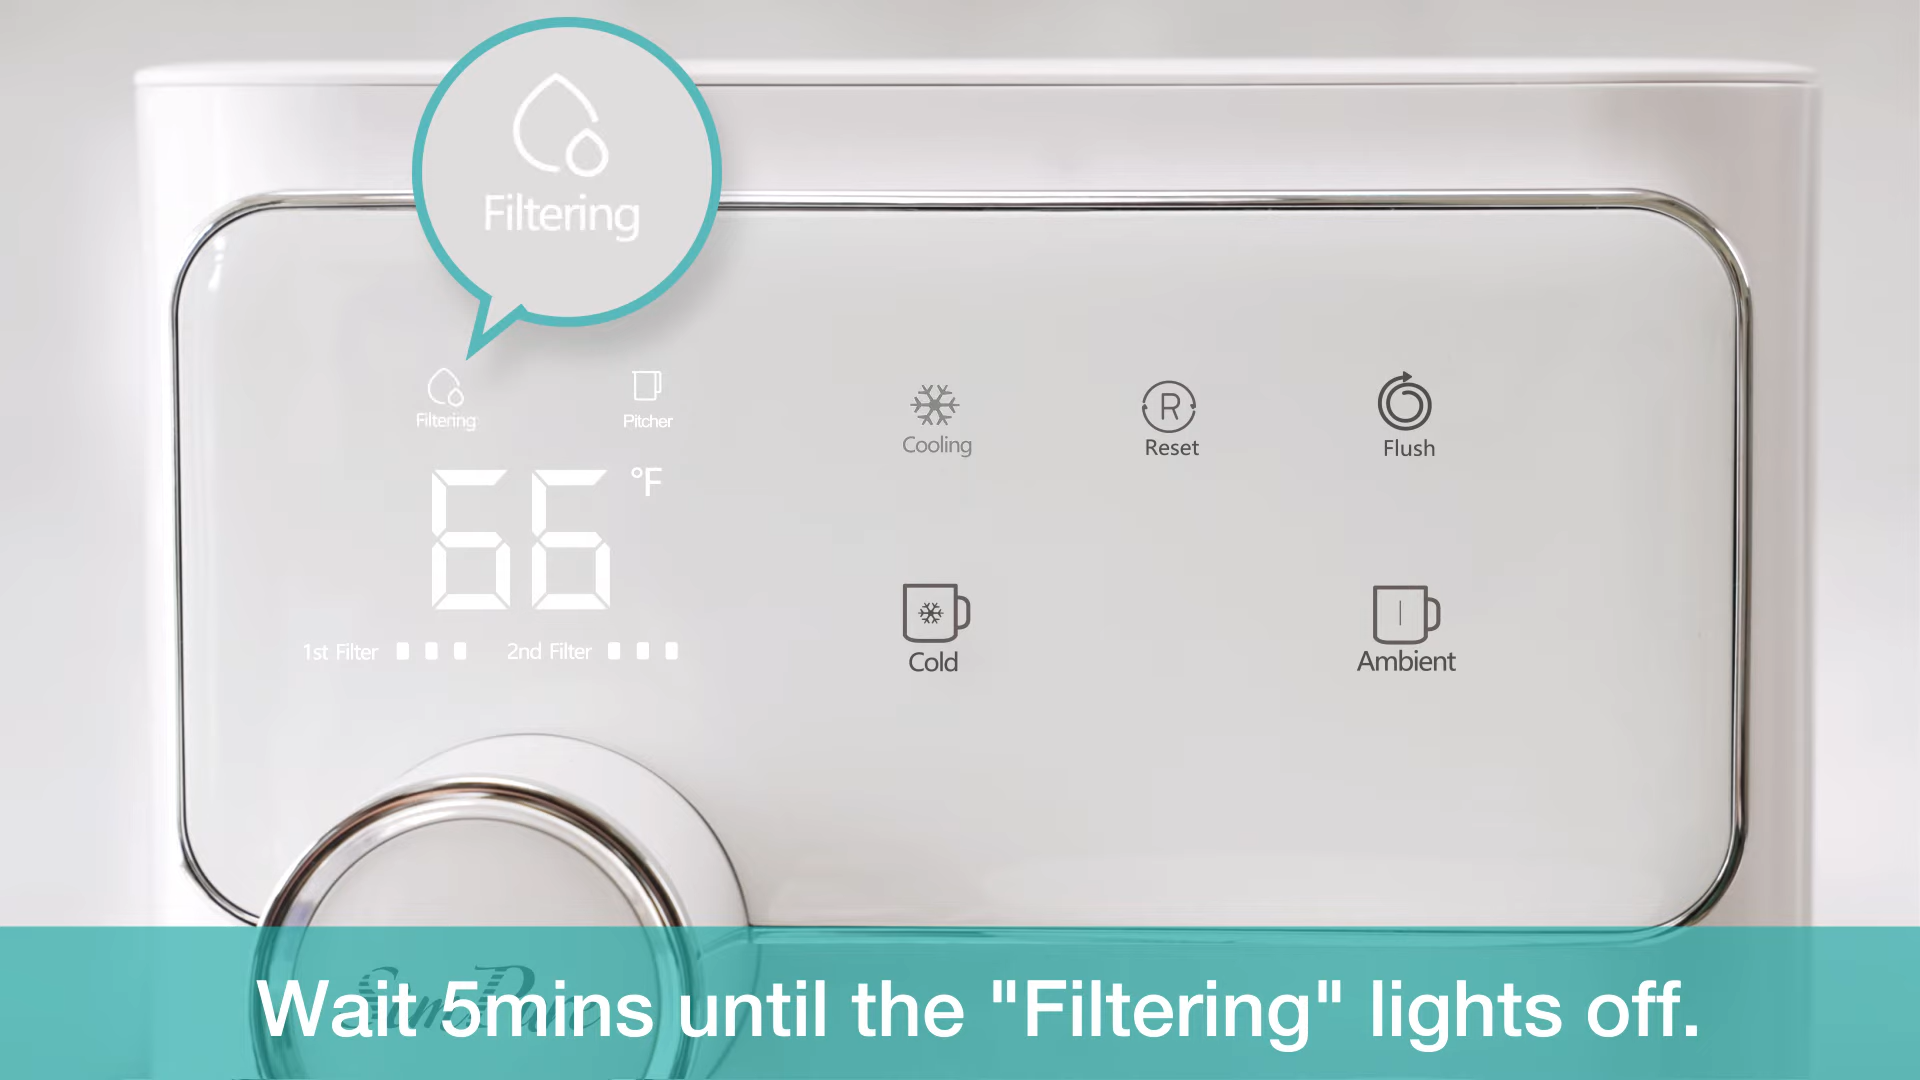 Filtering
Filtering
Pitcher
Cooling
Reset
Flush
66 °F
1st Filter
2nd Filter
Cold
Ambient
Wait 5mins until the "Filtering" lights off.